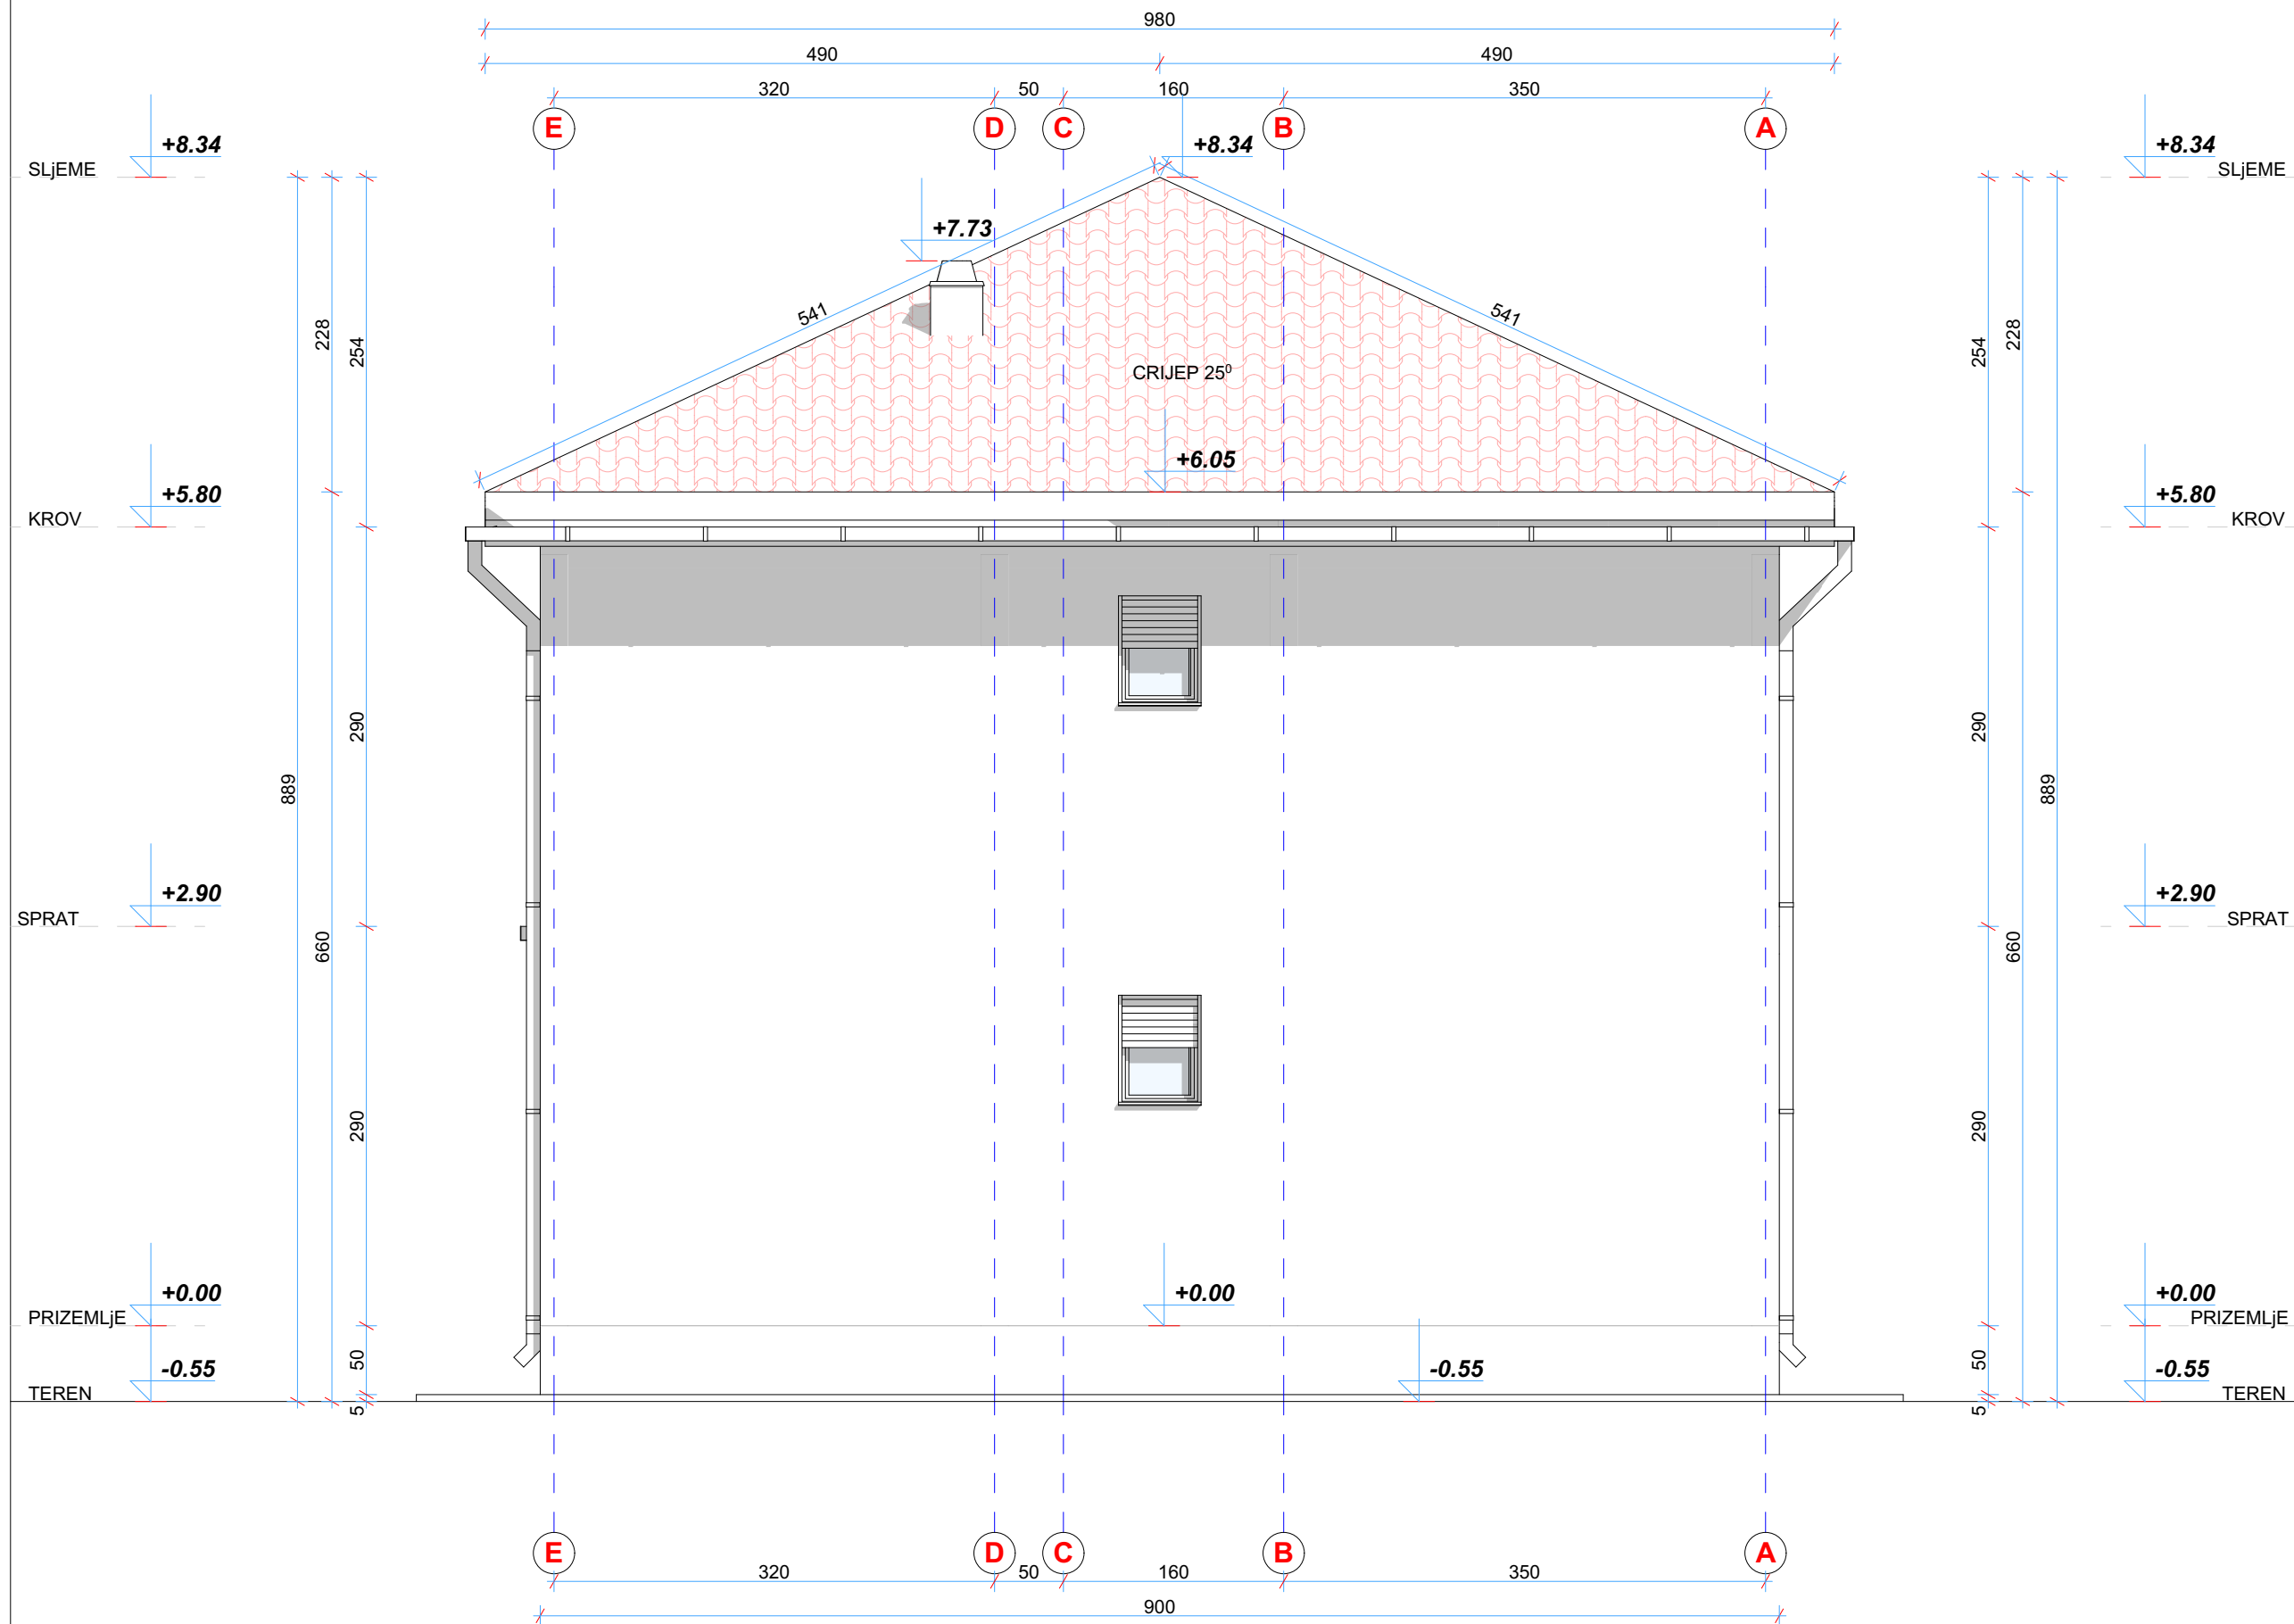 980
490 490
320 50 160 350
E D C B A
SLjEME +8.34 +8.34 +8.34 SLjEME
+7.73
541 541
228 254 254 228
CRIJEP 25⁰
+6.05
KROV +5.80 +5.80 KROV
290 290
889 889
SPRAT +2.90 +2.90 SPRAT
660 660
290 290
PRIZEMLjE +0.00 +0.00 +0.00 PRIZEMLjE
50 50
TEREN -0.55 -0.55 -0.55 TEREN
5 5
E D C B A
320 50 160 350
900